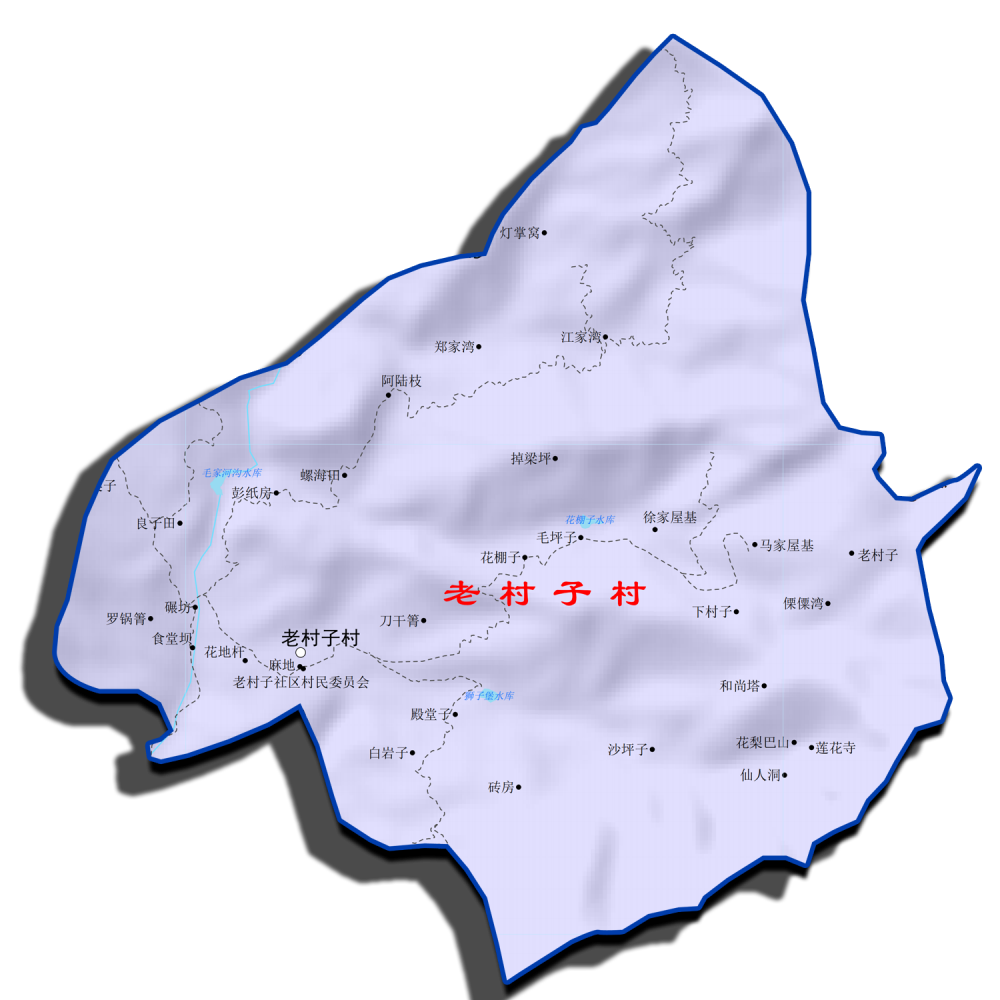 灯掌窝
江家湾
郑家湾
阿陆枝
掉梁坪
毛家河沟水库
螺海田
子
彭纸房
良子田
花棚子水库
徐家屋基
毛坪子
马家屋基
花棚子
老村子
老村子村
碾坊
傈僳湾
下村子
罗锅箐
刀干箐
食堂坝
老村子村
花地杆
麻地
老村子社区村民委员会
和尚塔
狮子堡水库
殿堂子
花梨巴山
莲花寺
白岩子
沙坪子
仙人洞
砖房